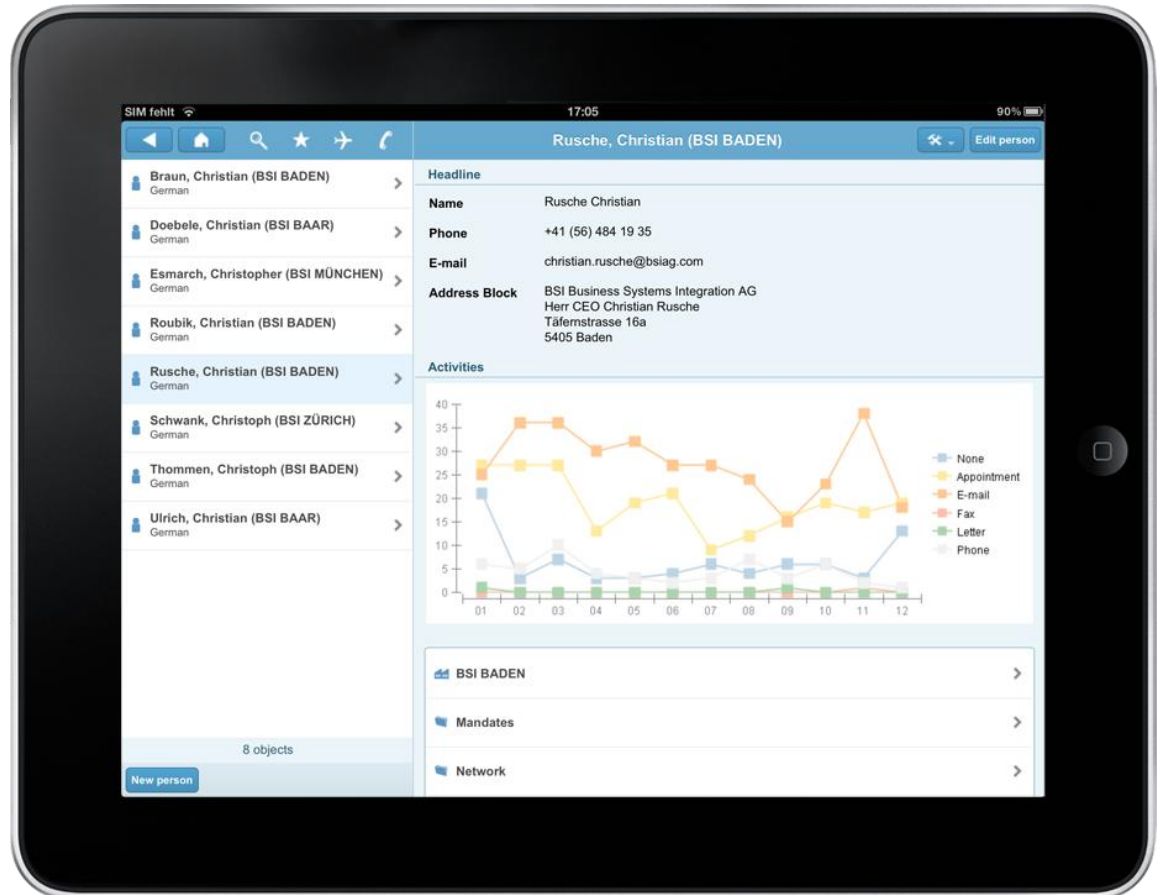 SIM fehlt
17:05
90%
Rusche, Christian (BSI BADEN)
Edit person
Braun, Christian (BSI BADEN)
German
Doebele, Christian (BSI BAAR)
German
Esmarch, Christopher (BSI MÜNCHEN)
German
Roubik, Christian (BSI BADEN)
German
Rusche, Christian (BSI BADEN)
German
Schwank, Christoph (BSI ZÜRICH)
German
Thommen, Christoph (BSI BADEN)
German
Ulrich, Christian (BSI BAAR)
German
8 objects
New person
Headline
Name Rusche Christian
Phone +41 (56) 484 19 35
E-mail christian.rusche@bsiag.com
Address Block BSI Business Systems Integration AG
Herr CEO Christian Rusche
Täfernstrasse 16a
5405 Baden
Activities
40
35
30
25
20
15
10
5
0
01 02 03 04 05 06 07 08 09 10 11 12
None
Appointment
E-mail
Fax
Letter
Phone
BSI BADEN
Mandates
Network